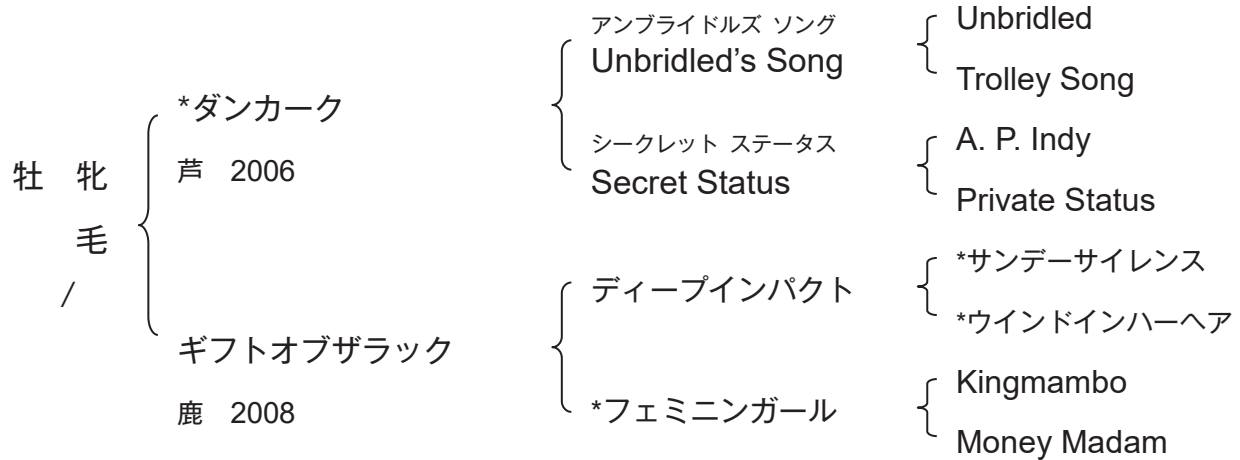 牡 牝
毛
/
*ダンカーク
芦 2006
アンブライドルズ ソング
Unbridled's Song
Unbridled
Trolley Song
シークレット ステータス
Secret Status
A. P. Indy
Private Status
ギフトオブザラック
鹿 2008
ディープインパクト
*サンデーサイレンス
*ウインドインハーヘア
*フェミニンガール
Kingmambo
Money Madam